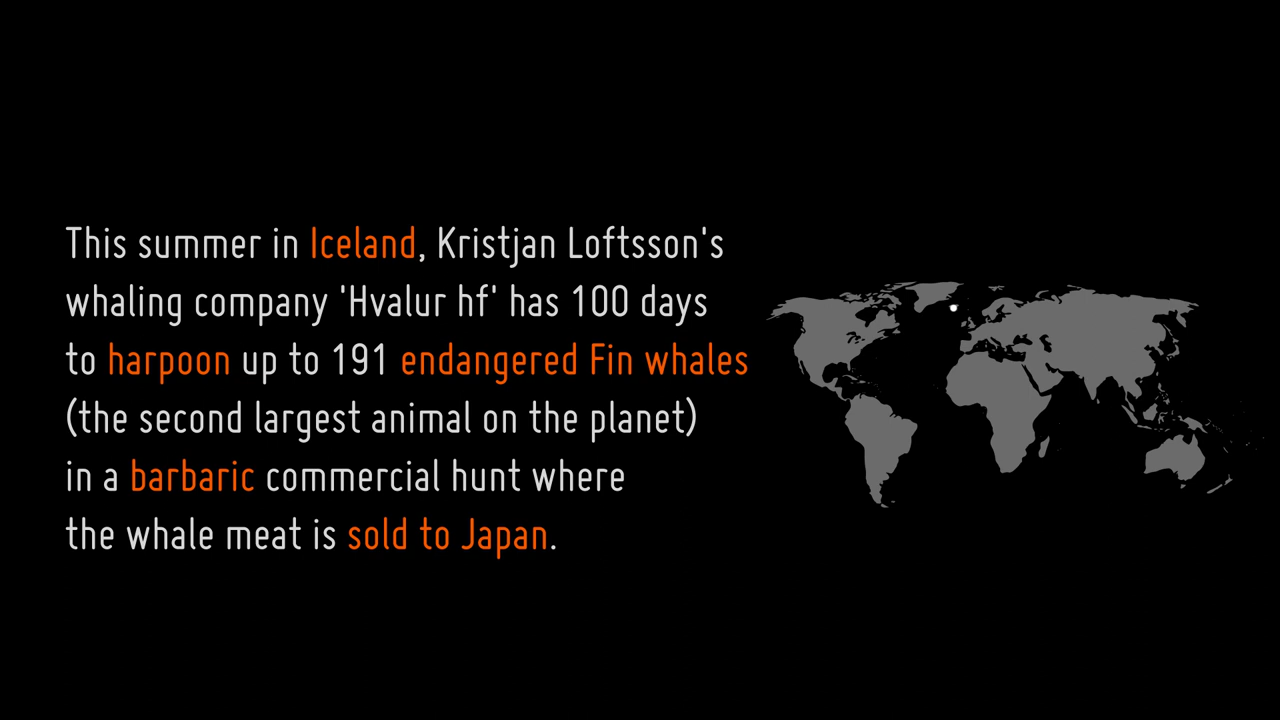 This summer in Iceland, Kristjan Loftsson's
whaling company 'Hvalur hf' has 100 days
to harpoon up to 191 endangered Fin whales
(the second largest animal on the planet)
in a barbaric commercial hunt where
the whale meat is sold to Japan.